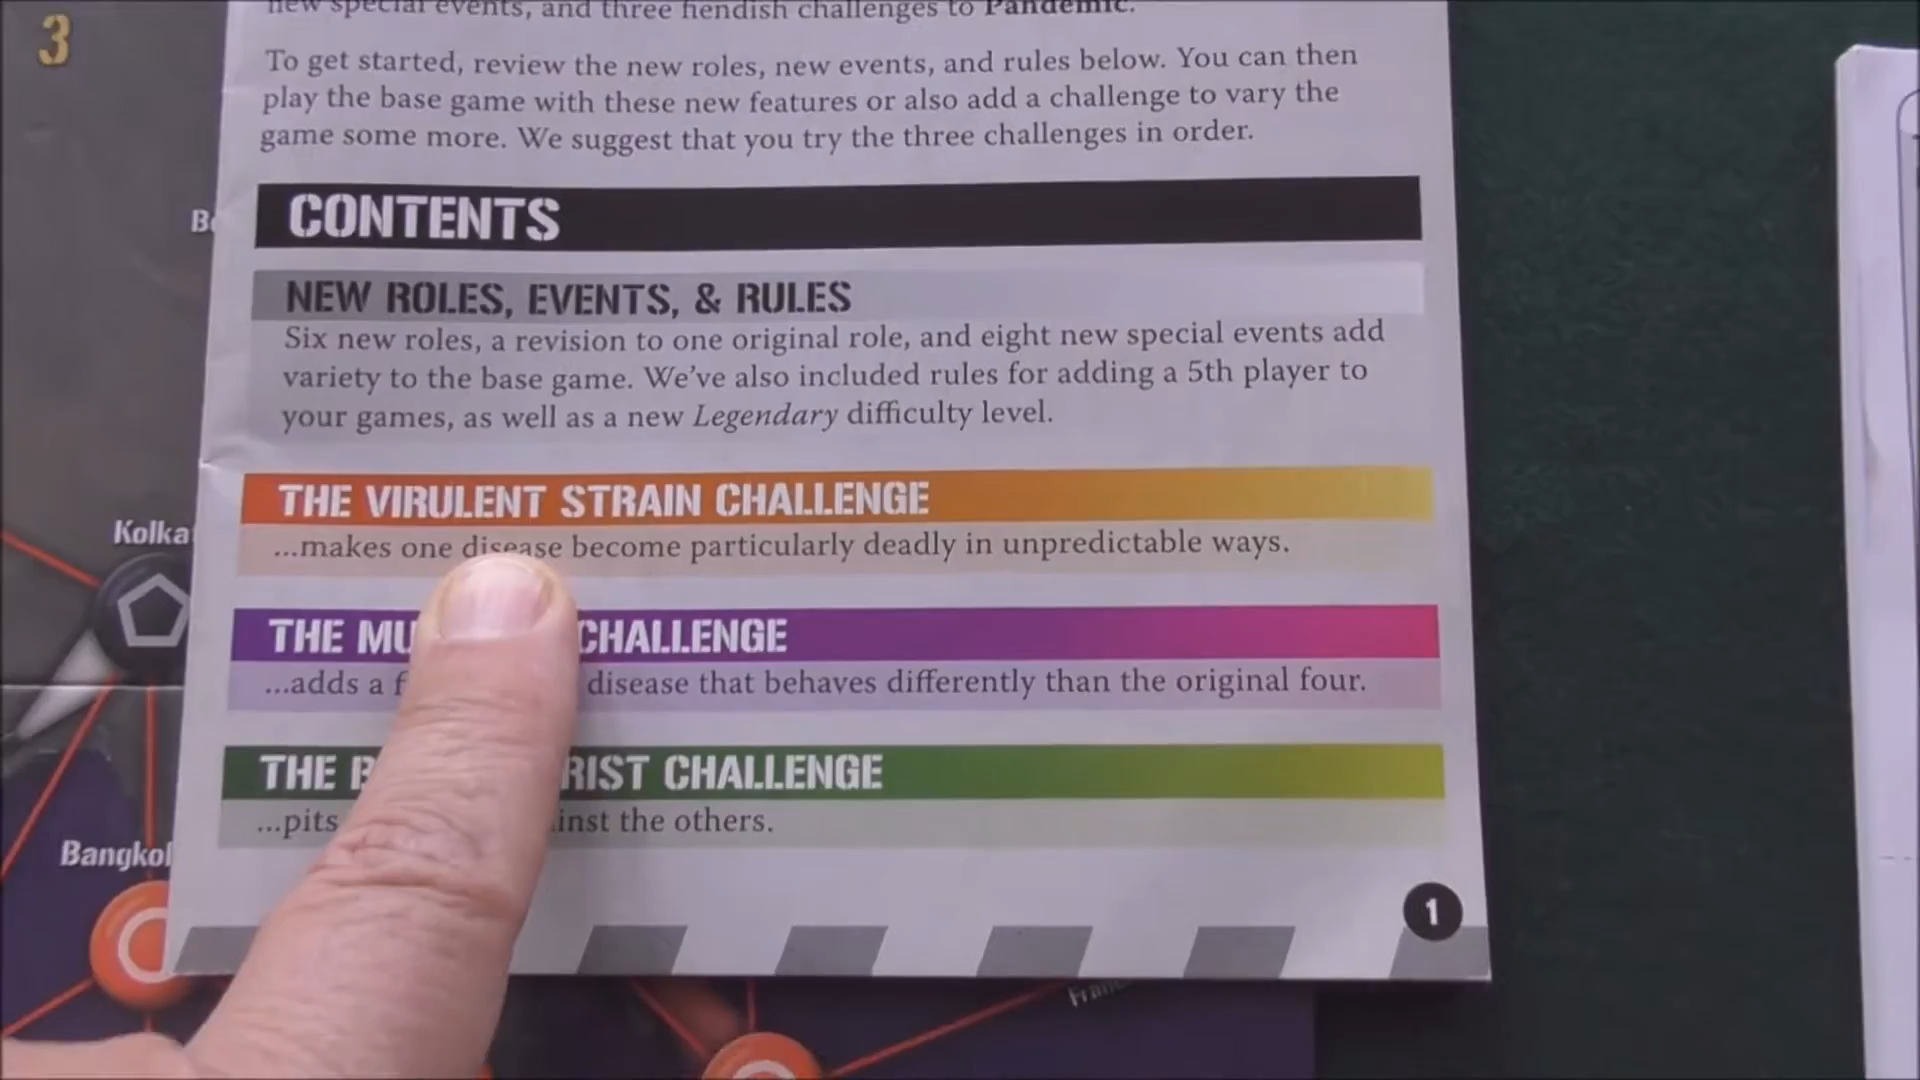 3
new special events, and three fiendish challenges to Pandemic.
To get started, review the new roles, new events, and rules below. You can then
play the base game with these new features or also add a challenge to vary the
game some more. We suggest that you try the three challenges in order.
CONTENTS
NEW ROLES, EVENTS, & RULES
Six new roles, a revision to one original role, and eight new special events add
variety to the base game. We've also included rules for adding a 5th player to
your games, as well as a new Legendary difficulty level.
THE VIRULENT STRAIN CHALLENGE
...makes one disease become particularly deadly in unpredictable ways.
THE CHALLENGE
...adds a disease that behaves differently than the original four.
THE CHALLENGE
...pits the others.
1